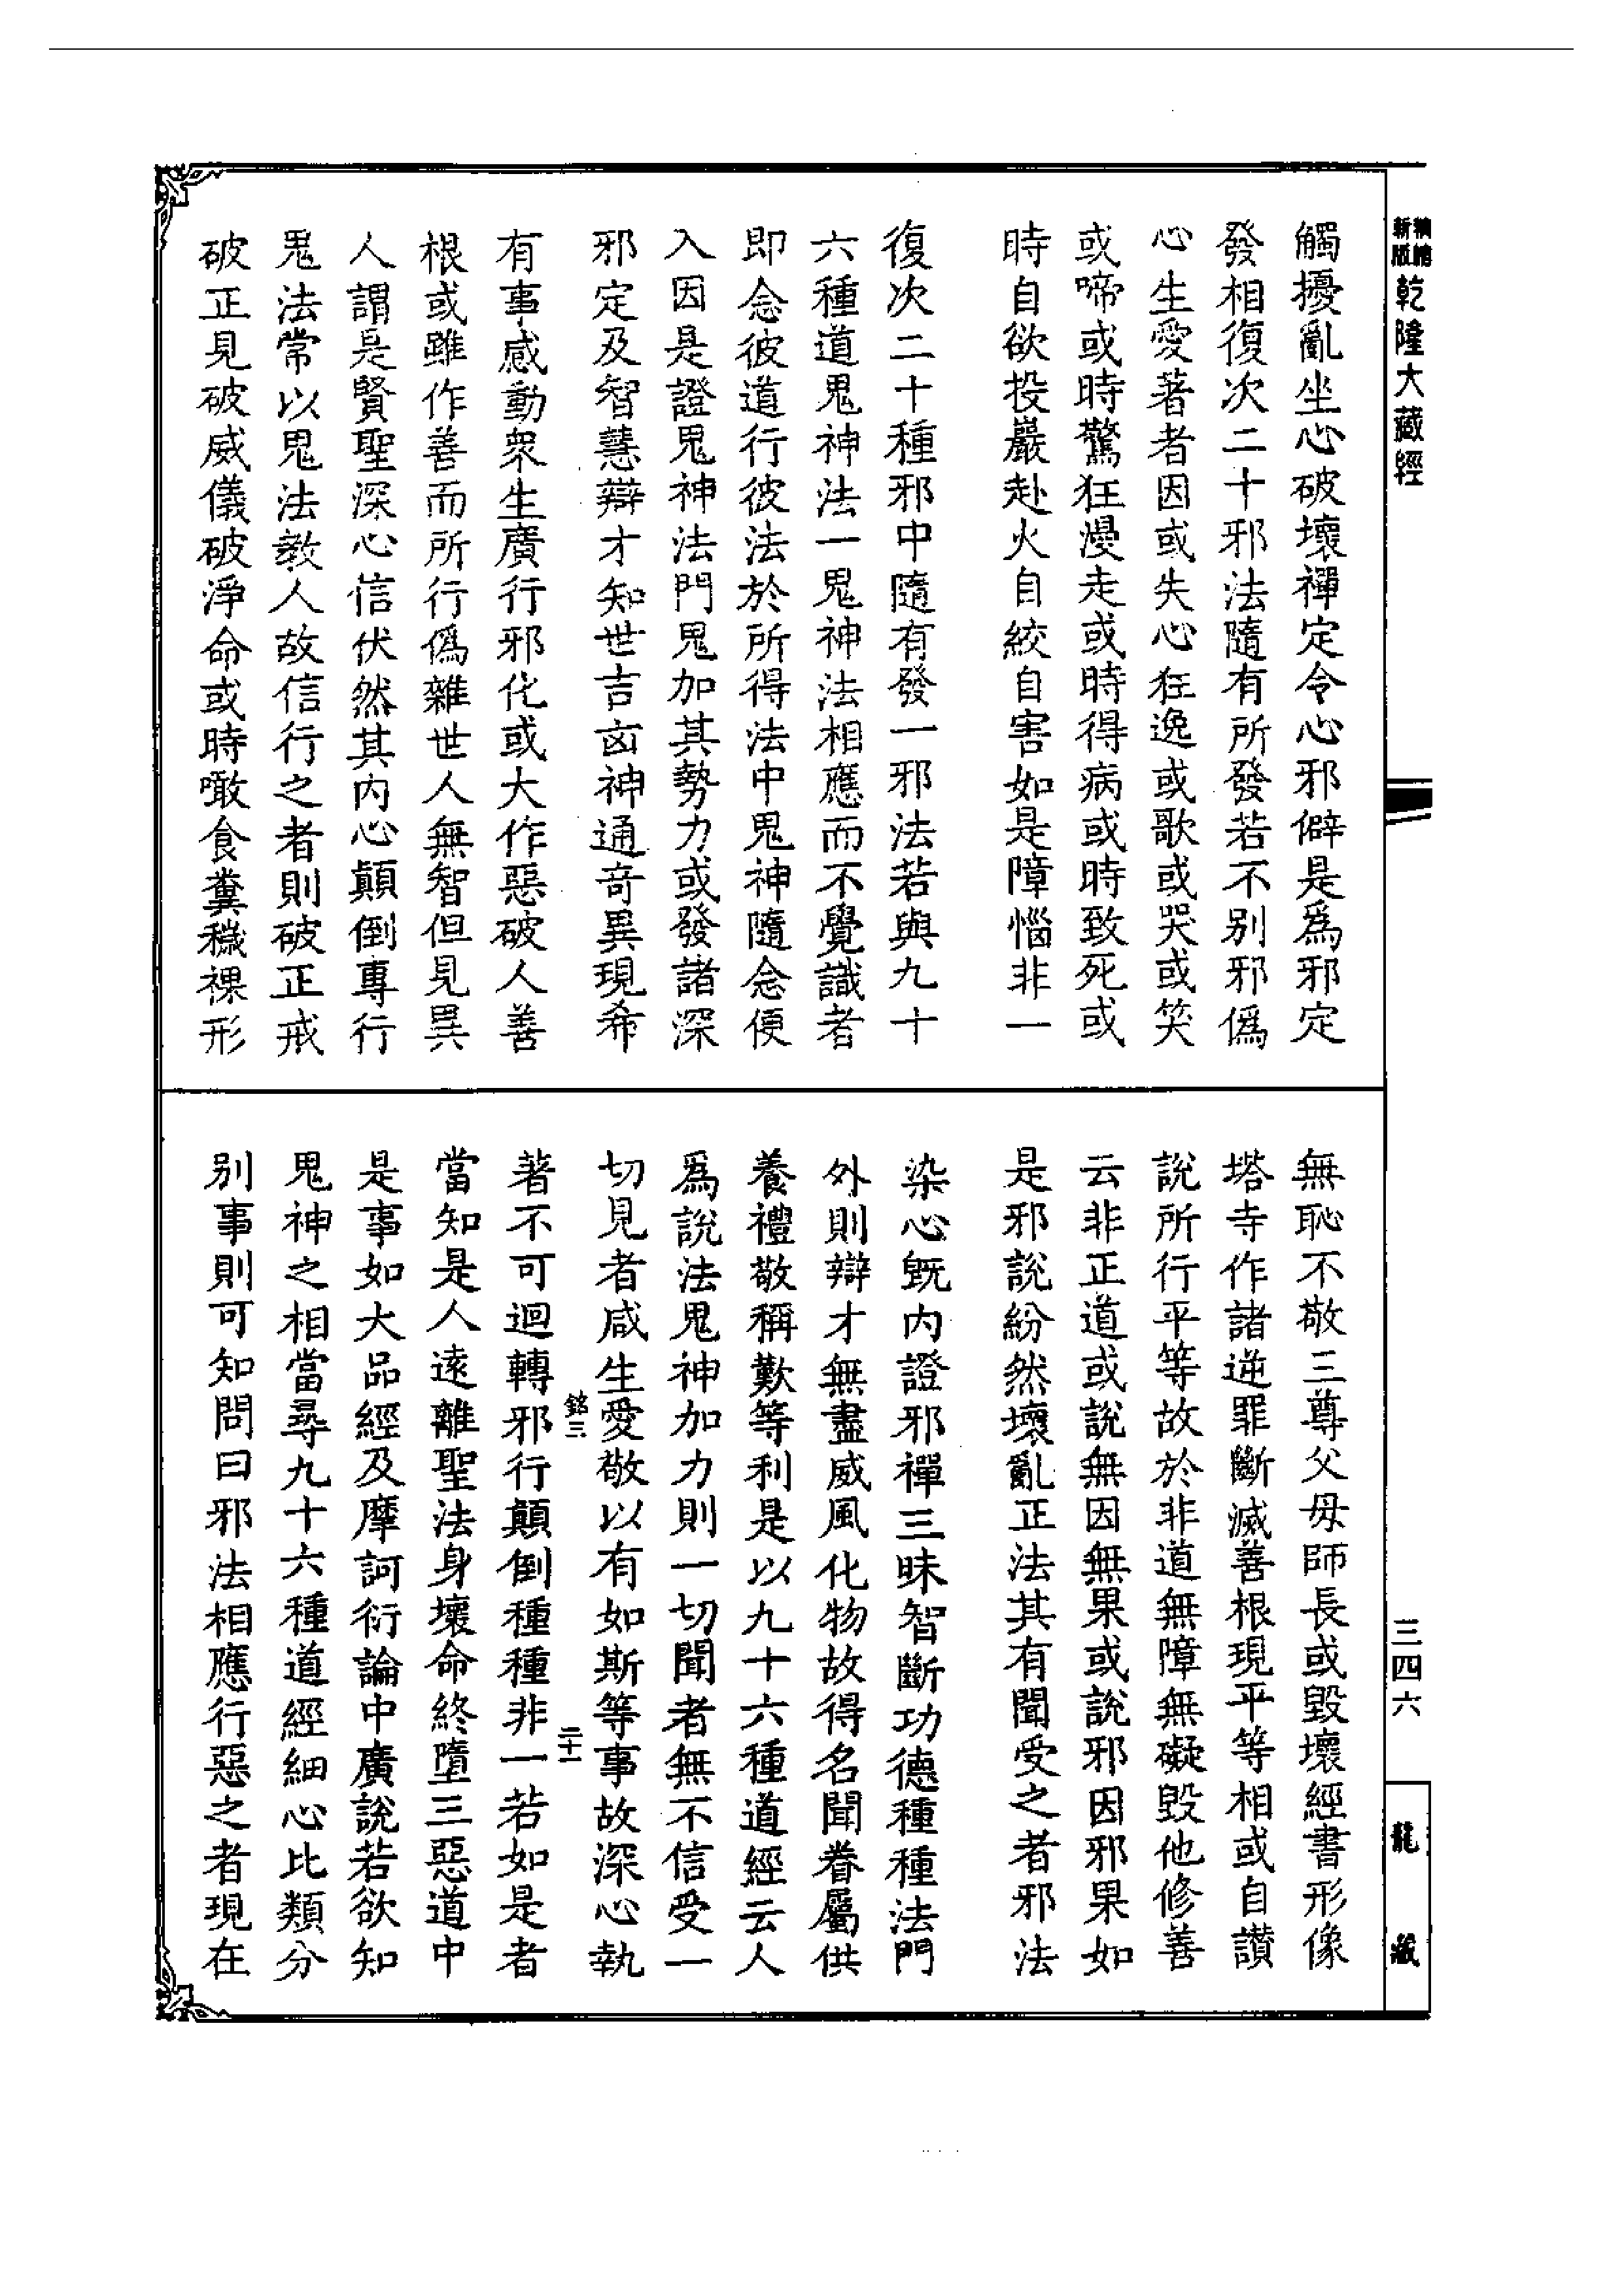 新版精繕乾隆大藏經
觸擾亂坐心破壞禪定令心邪僻是爲邪定
發相復次二十邪法隨有所發若不別邪偽
心生愛著者因或失心狂逸或歌或哭或笑
或啼或時驚狂漫走或時得病或時致死或
時自欲投巖赴火自絞自害如是障惱非一
復次二十種邪中隨有發一邪法若與九十
六種道鬼神法一鬼神法相應而不覺識者
即念彼道行彼法於所得法中鬼神隨念便
入因是證鬼神法門鬼加其勢力或發諸深
邪定及智慧辯才知世吉凶神通奇異現希
有事感動衆生廣行邪化或大作惡破人善
根或雖作善而所行偽雜世人無智但見異
人謂是賢聖深心信伏然其內心顛倒專行
鬼法常以鬼法教人故信行之者則破正戒
破正見破威儀破淨命或時噉食糞穢裸形
無恥不敬三尊父母師長或毀壞經書形像
塔寺作諸逆罪斷滅善根現平等相或自讚
說所行平等故於非道無障無礙毀他修善
云非正道或說無因無果或說邪因邪果如
是邪說紛然壞亂正法其有聞受之者邪法
染心既內證邪禪三昧智斷功德種種法門
外則辯才無盡威風化物故得名聞眷屬供
養禮敬稱歎等利是以九十六種道經云人
爲說法鬼神加力則一切聞者無不信受一
切見者咸生愛敬以有如斯等事故深心執
銘三 二十一
著不可迴轉邪行顛倒種種非一若如是者
當知是人遠離聖法身壞命終墮三惡道中
是事如大品經及摩訶衍論中廣說若欲知
鬼神之相當尋九十六種道經細心比類分
別事則可知問曰邪法相應行惡之者現在
三四六
龍藏